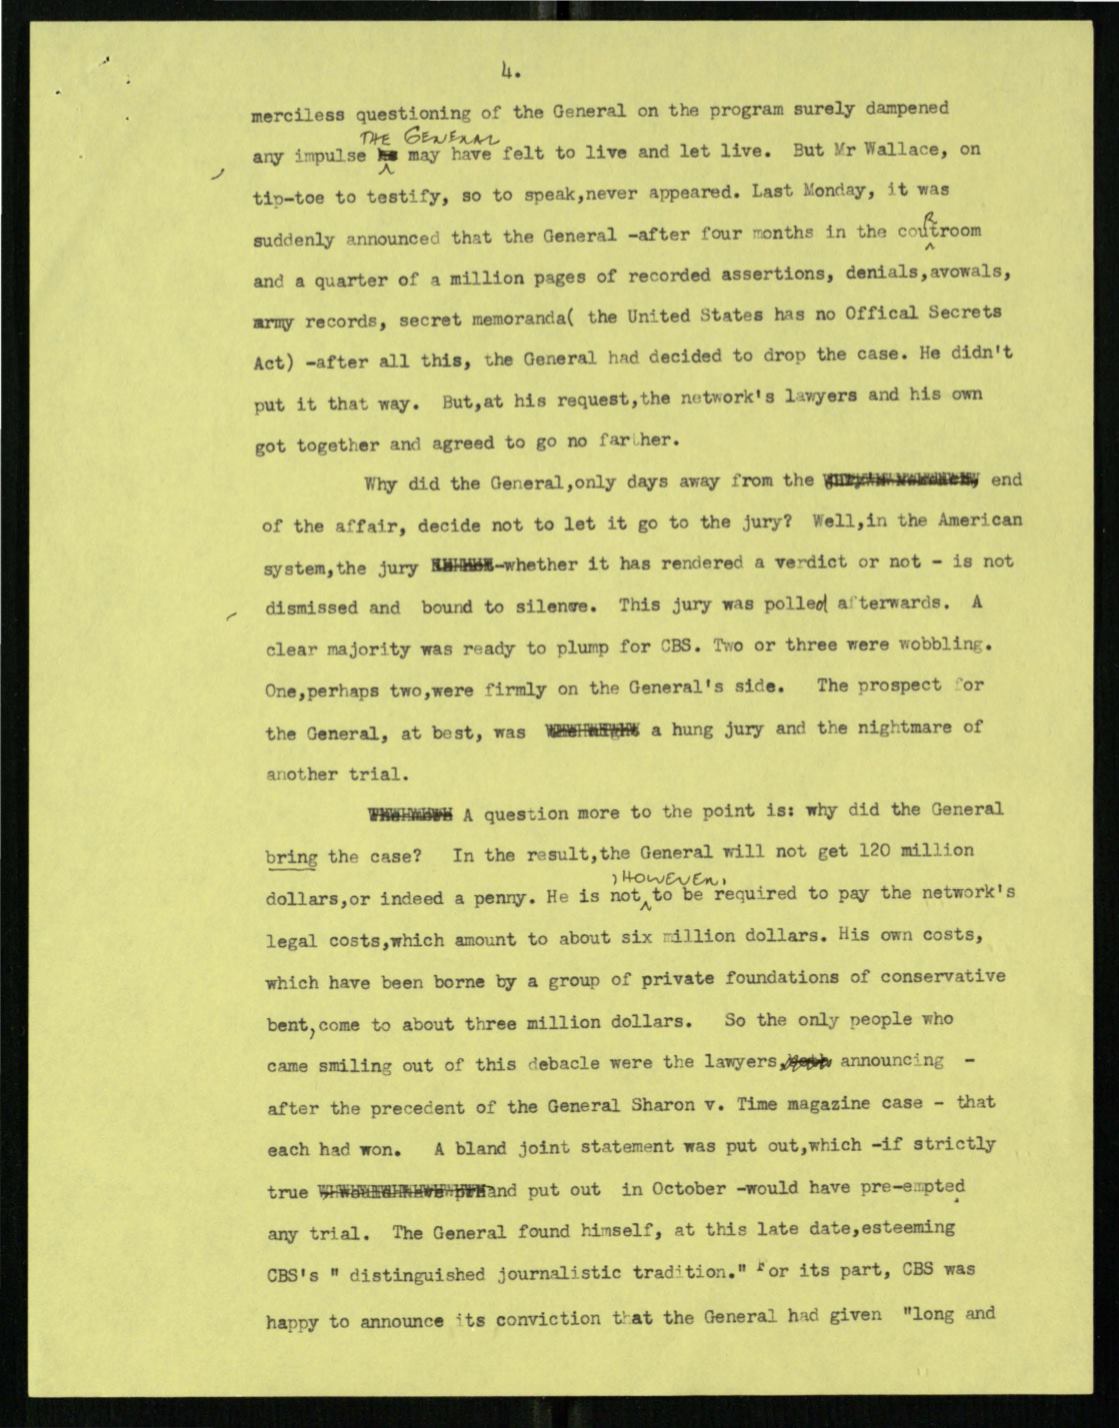 4.
merciless questioning of the General on the program surely dampened
any impulse THE GENERAL may have felt to live and let live. But Mr Wallace, on
tip-toe to testify, so to speak,never appeared. Last Monday, it was
suddenly announced that the General -after four months in the couRtroom
and a quarter of a million pages of recorded assertions, denials,avowals,
army records, secret memoranda( the United States has no Offical Secrets
Act) -after all this, the General had decided to drop the case. He didn't
put it that way. But,at his request,the network's lawyers and his own
got together and agreed to go no farther.
Why did the General,only days away from the end
of the affair, decide not to let it go to the jury? Well,in the American
system,the jury -whether it has rendered a verdict or not - is not
dismissed and bound to silence. This jury was polled afterwards. A
clear majority was ready to plump for CBS. Two or three were wobbling.
One,perhaps two,were firmly on the General's side. The prospect for
the General, at best, was a hung jury and the nightmare of
another trial.
A question more to the point is: why did the General
bring the case? In the result,the General will not get 120 million
dollars,or indeed a penny. He is not, HOWEVER, to be required to pay the network's
legal costs,which amount to about six million dollars. His own costs,
which have been borne by a group of private foundations of conservative
bent,come to about three million dollars. So the only people who
came smiling out of this debacle were the lawyers, announcing -
after the precedent of the General Sharon v. Time magazine case - that
each had won. A bland joint statement was put out,which -if strictly
true and put out in October -would have pre-empted
any trial. The General found himself, at this late date,esteeming
CBS's " distinguished journalistic tradition." For its part, CBS was
happy to announce its conviction that the General had given "long and